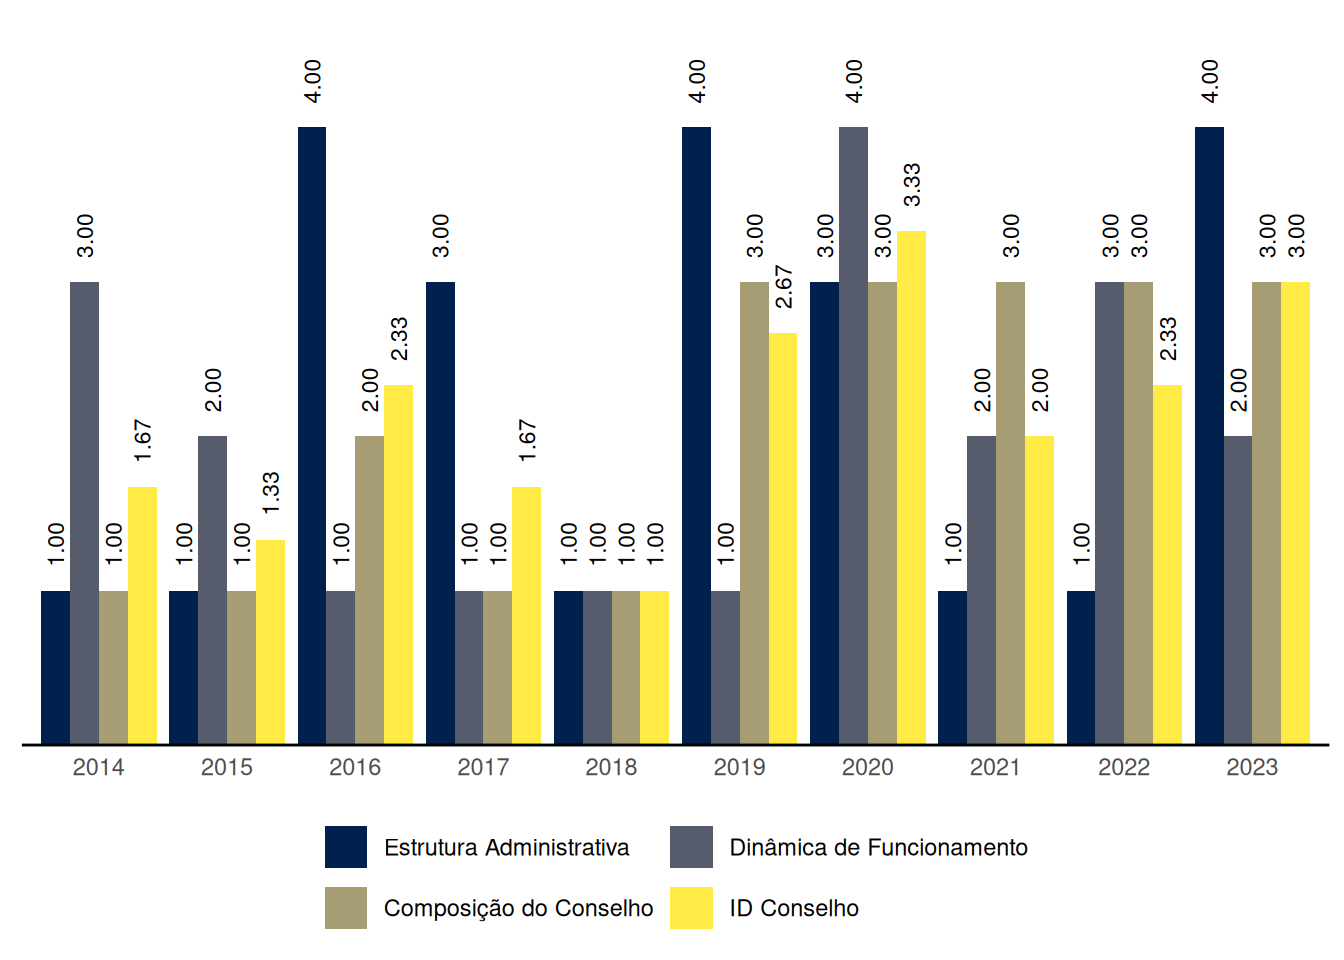 4.00 4.00 4.00 4.00
3.33
3.00 3.00 3.00 3.00 3.00 3.00 3.00 3.00 3.00 3.00
2.67
2.33 2.33
2.00 2.00 2.00 2.00 2.00
1.67 1.67
1.33
1.00 1.00 1.00 1.00 1.00 1.00 1.00 1.00 1.00 1.00 1.00 1.00 1.00 1.00
2014 2015 2016 2017 2018 2019 2020 2021 2022 2023
Estrutura Administrativa Dinâmica de Funcionamento
Composição do Conselho ID Conselho